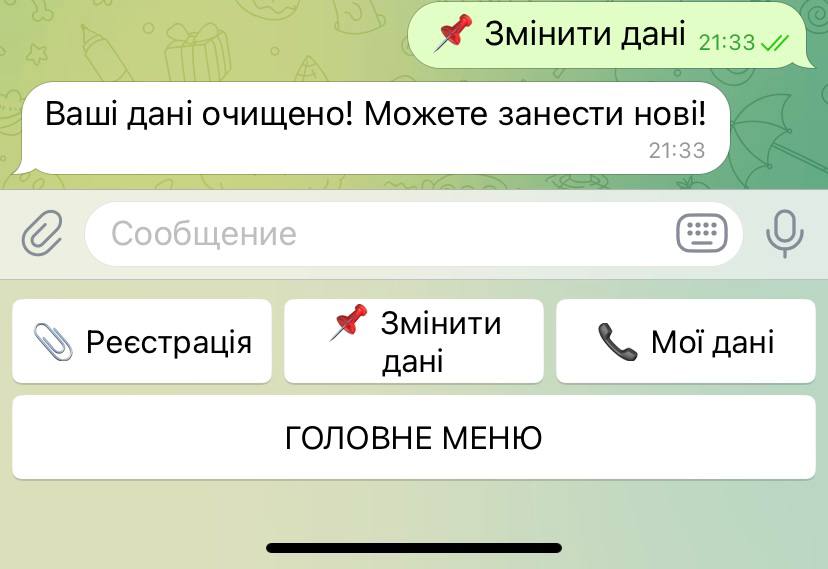 📌 Змінити дані 21:33
Ваші дані очищено! Можете занести нові!
21:33
Сообщение
📎 Реєстрація
📌 Змінити
дані
📞 Мої дані
ГОЛОВНЕ МЕНЮ